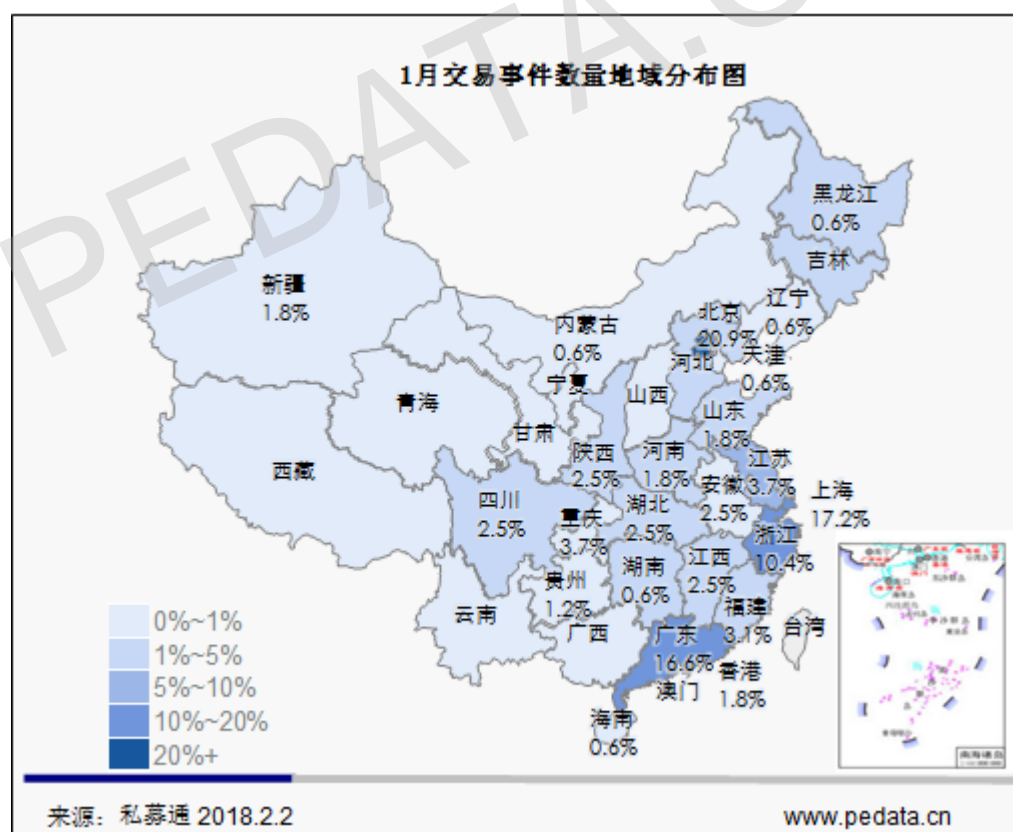 PEDATA.C
1月交易事件数量地域分布图
黑龙江
0.6%
吉林
辽宁
0.6%
新疆
1.8%
内蒙古
0.6%
北京
20.9%
天津
0.6%
河北
宁夏
山西
青海
甘肃
山东
1.8%
陕西
2.5%
河南
1.8%
江苏
3.7%
西藏
四川
2.5%
重庆
3.7%
湖北
2.5%
安徽
2.5%
上海
17.2%
浙江
10.4%
湖南
0.6%
江西
2.5%
贵州
1.2%
福建
3.1%
云南
广西
广东
16.6%
台湾
香港
1.8%
澳门
海南
0.6%
0%~1%
1%~5%
5%~10%
10%~20%
20%+
南海诸岛
来源：私募通 2018.2.2
www.pedata.cn